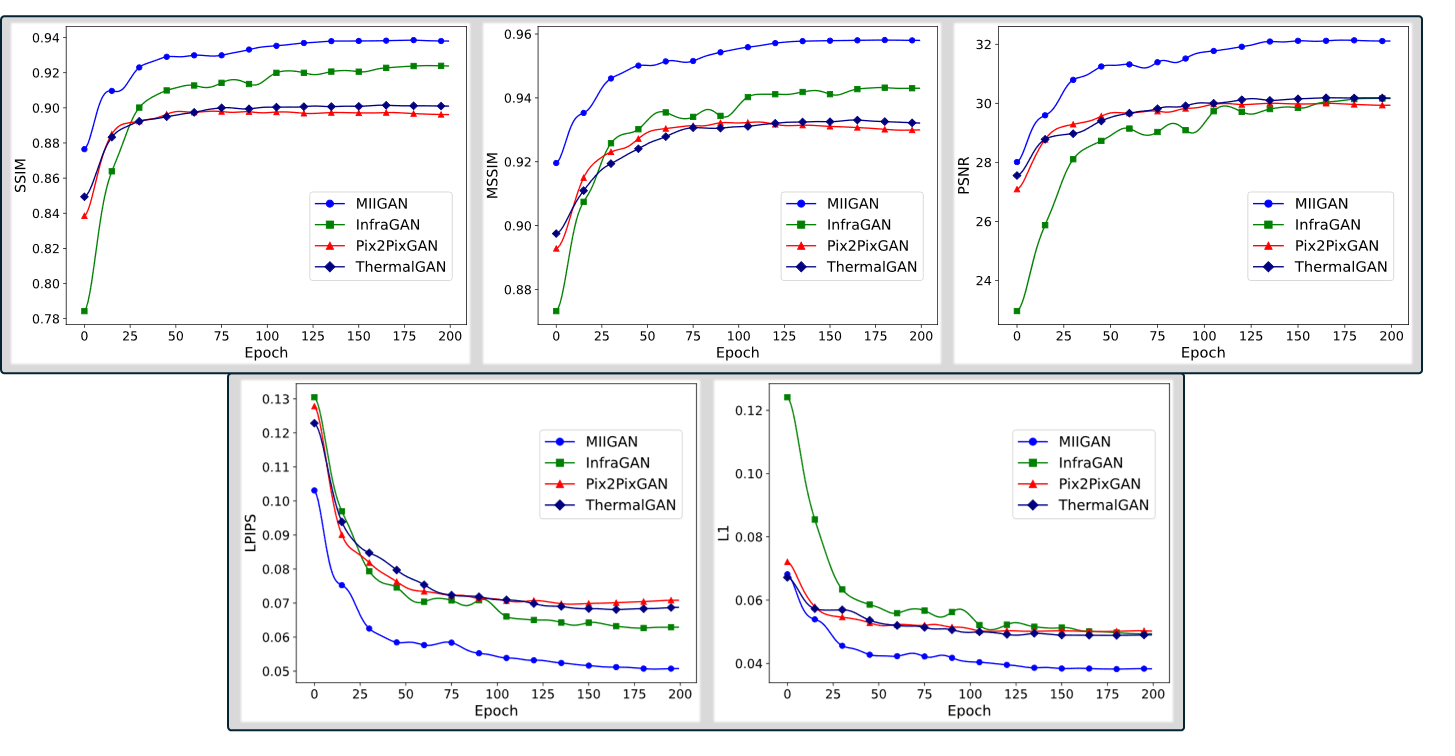 0.94
0.92
0.90
0.88
0.86
0.84
0.82
0.80
0.78
SSIM
MIIGAN
InfraGAN
Pix2PixGAN
ThermalGAN
0 25 50 75 100 125 150 175 200
Epoch
0.96
0.94
0.92
0.90
0.88
MSSIM
MIIGAN
InfraGAN
Pix2PixGAN
ThermalGAN
0 25 50 75 100 125 150 175 200
Epoch
32
30
28
26
24
PSNR
MIIGAN
InfraGAN
Pix2PixGAN
ThermalGAN
0 25 50 75 100 125 150 175 200
Epoch
0.13
0.12
0.11
0.10
0.09
0.08
0.07
0.06
0.05
LPIPS
MIIGAN
InfraGAN
Pix2PixGAN
ThermalGAN
0 25 50 75 100 125 150 175 200
Epoch
0.12
0.10
0.08
0.06
0.04
L1
MIIGAN
InfraGAN
Pix2PixGAN
ThermalGAN
0 25 50 75 100 125 150 175 200
Epoch